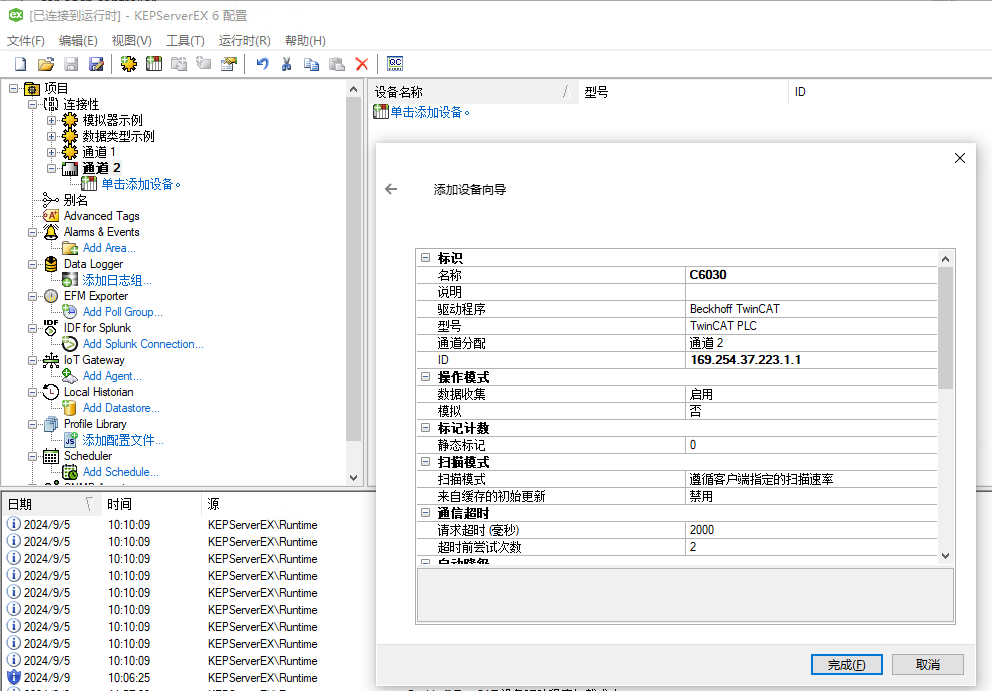 [已连接到运行时] - KEPServerEX 6 配置
文件(F) 编辑(E) 视图(V) 工具(T) 运行时(R) 帮助(H)
项目
连接性
模拟器示例
数据类型示例
通道 1
通道 2
单击添加设备。
别名
Advanced Tags
Alarms & Events
Add Area...
Data Logger
添加日志组...
EFM Exporter
Add Poll Group...
IDF for Splunk
Add Splunk Connection...
IoT Gateway
Add Agent...
Local Historian
Add Datastore...
Profile Library
添加配置文件...
Scheduler
Add Schedule...
设备名称 / 型号 ID
单击添加设备。
添加设备向导
标识
名称 C6030
说明
驱动程序 Beckhoff TwinCAT
型号 TwinCAT PLC
通道分配 通道 2
ID 169.254.37.223.1.1
操作模式
数据收集 启用
模拟 否
标记计数
静态标记 0
扫描模式
扫描模式 遵循客户端指定的扫描速率
来自缓存的初始更新 禁用
通信超时
请求超时 (毫秒) 2000
超时前尝试次数 2
自动降级
完成(F) 取消
日期 时间 源
2024/9/5 10:10:09 KEPServerEX\Runtime
2024/9/5 10:10:09 KEPServerEX\Runtime
2024/9/5 10:10:09 KEPServerEX\Runtime
2024/9/5 10:10:09 KEPServerEX\Runtime
2024/9/5 10:10:09 KEPServerEX\Runtime
2024/9/5 10:10:09 KEPServerEX\Runtime
2024/9/5 10:10:09 KEPServerEX\Runtime
2024/9/5 10:10:09 KEPServerEX\Runtime
2024/9/5 10:10:09 KEPServerEX\Runtime
2024/9/9 10:06:25 KEPServerEX\Runtime